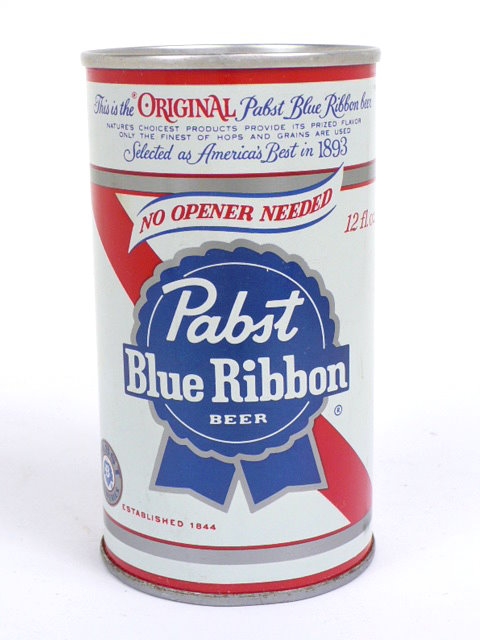 This is the ORIGINAL Pabst Blue Ribbon beer
NATURE'S CHOICEST PRODUCTS PROVIDE ITS PRIZED FLAVOR
ONLY THE FINEST OF HOPS AND GRAINS ARE USED
Selected as America's Best in 1893
NO OPENER NEEDED
12 fl. oz.
Pabst
Blue Ribbon
BEER
®
ESTABLISHED 1844